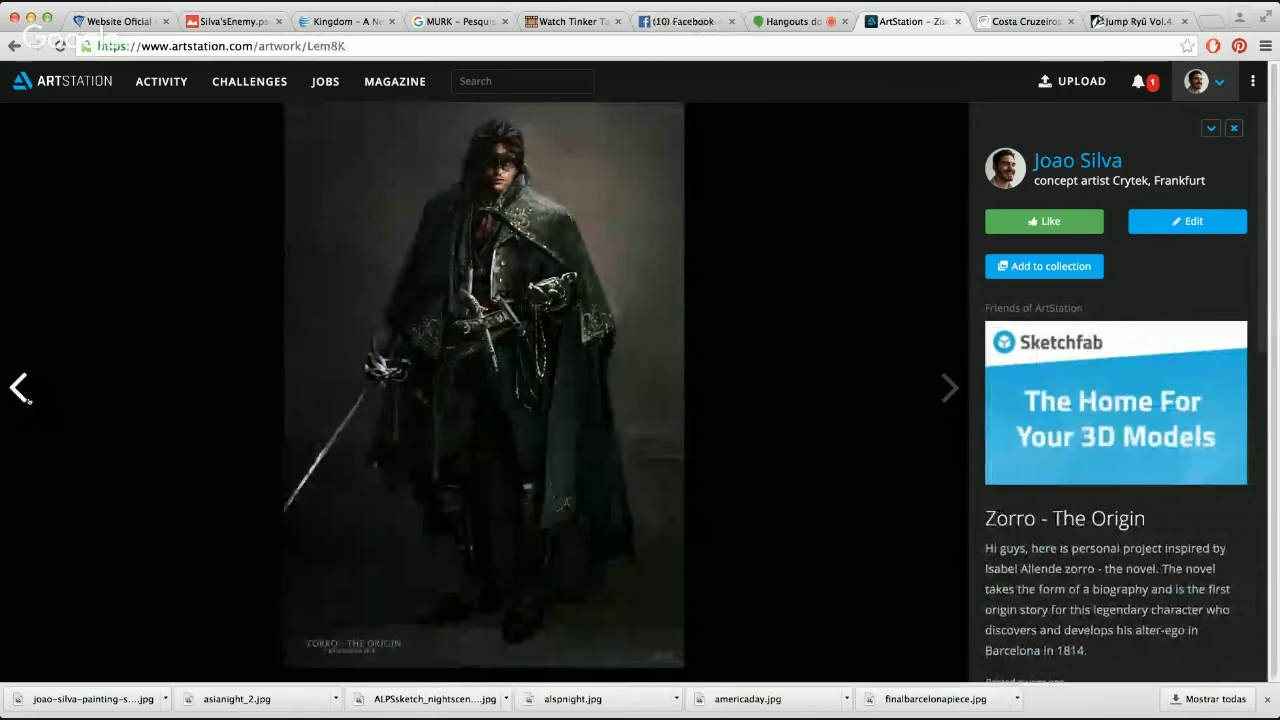 Website Oficial
Silva'sEnemy.ps
Kingdom - A Ne
MURK - Pesquis
Watch Tinker Ta
(10) Facebook
Hangouts do
ArtStation - Zo
Costa Cruzeiros
Jump Ryū Vol.4:
Google
https://www.artstation.com/artwork/Lem8K
ARTSTATION
ACTIVITY
CHALLENGES
JOBS
MAGAZINE
Search
UPLOAD
1
Joao Silva
concept artist Crytek, Frankfurt
Like
Edit
Add to collection
Friends of ArtStation
Sketchfab
The Home For
Your 3D Models
Zorro - The Origin
Hi guys, here is personal project inspired by
Isabel Allende zorro - the novel. The novel
takes the form of a biography and is the first
origin story for this legendary character who
discovers and develops his alter-ego in
Barcelona in 1814.
ZORRO - THE ORIGIN
joao-silva-painting-s....jpg
asianight_2.jpg
ALPSsketch_nightscen....jpg
alspnight.jpg
americaday.jpg
finalbarcelonapiece.jpg
Mostrar todas